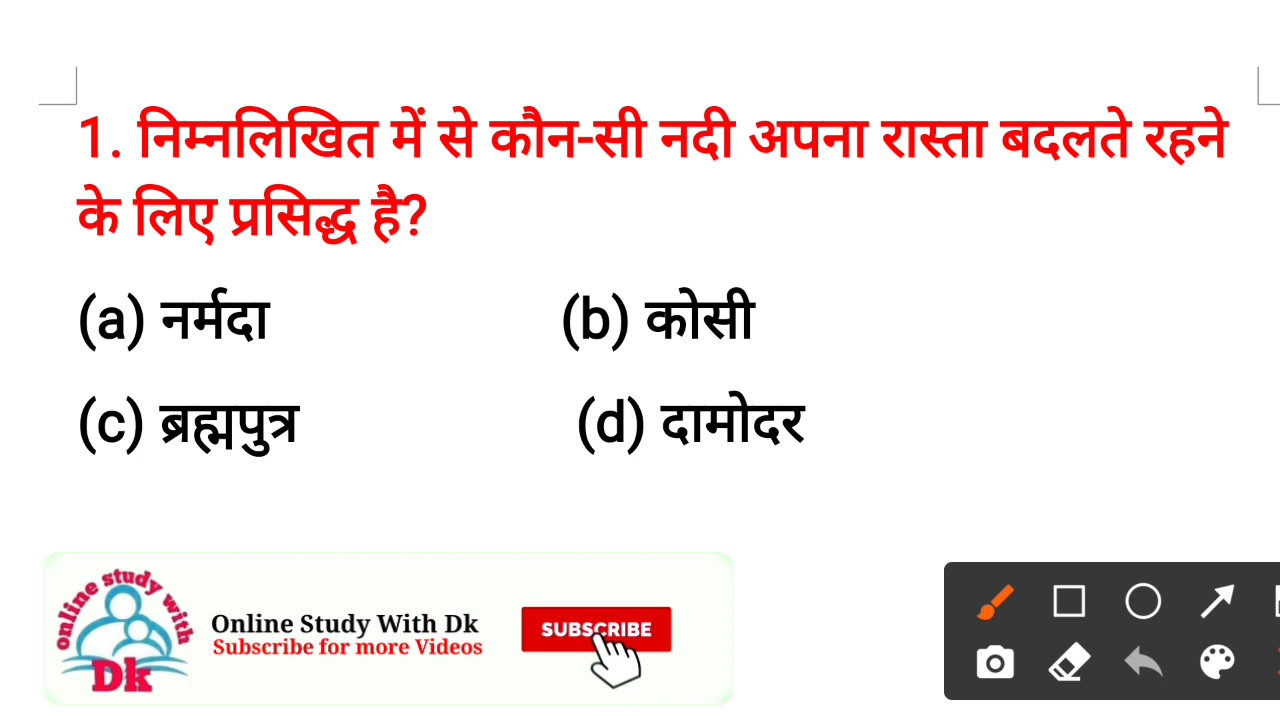 1. निम्नलिखित में से कौन-सी नदी अपना रास्ता बदलते रहने
के लिए प्रसिद्ध है?
(a) नर्मदा (b) कोसी
(c) ब्रह्मपुत्र (d) दामोदर
online study with
Dk
Online Study With Dk
Subscribe for more Videos
SUBSCRIBE